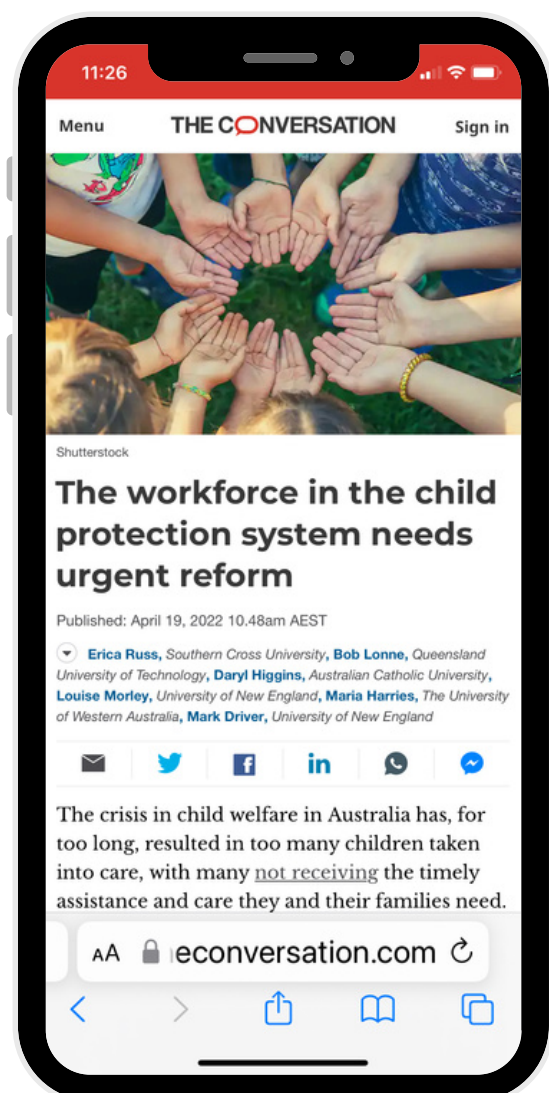 11:26
Menu
THE CONVERSATION
Sign in
Shutterstock
The workforce in the child
protection system needs
urgent reform
Published: April 19, 2022 10.48am AEST
Erica Russ, Southern Cross University, Bob Lonne, Queensland
University of Technology, Daryl Higgins, Australian Catholic University,
Louise Morley, University of New England, Maria Harries, The University
of Western Australia, Mark Driver, University of New England
The crisis in child welfare in Australia has, for
too long, resulted in too many children taken
into care, with many not receiving the timely
assistance and care they and their families need.
AA econversation.com